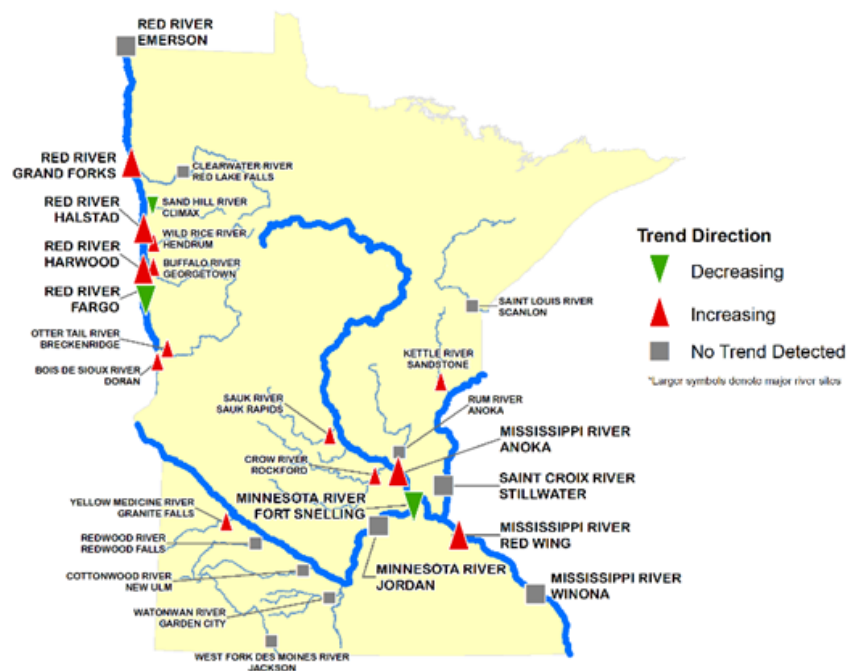 RED RIVER
EMERSON
RED RIVER
GRAND FORKS
CLEARWATER RIVER
RED LAKE FALLS
RED RIVER
HALSTAD
SAND HILL RIVER
CLIMAX
WILD RICE RIVER
HENDRUM
RED RIVER
HARWOOD
BUFFALO RIVER
GEORGETOWN
RED RIVER
FARGO
OTTER TAIL RIVER
BRECKENRIDGE
BOIS DE SIOUX RIVER
DORAN
Trend Direction
Decreasing
Increasing
No Trend Detected
*Larger symbols denote major river sites
SAINT LOUIS RIVER
SCANLON
KETTLE RIVER
SANDSTONE
SAUK RIVER
SAUK RAPIDS
RUM RIVER
ANOKA
MISSISSIPPI RIVER
ANOKA
CROW RIVER
ROCKFORD
SAINT CROIX RIVER
STILLWATER
MINNESOTA RIVER
FORT SNELLING
YELLOW MEDICINE RIVER
GRANITE FALLS
MISSISSIPPI RIVER
RED WING
REDWOOD RIVER
REDWOOD FALLS
MINNESOTA RIVER
JORDAN
COTTONWOOD RIVER
NEW ULM
MISSISSIPPI RIVER
WINONA
WATONWAN RIVER
GARDEN CITY
WEST FORK DES MOINES RIVER
JACKSON